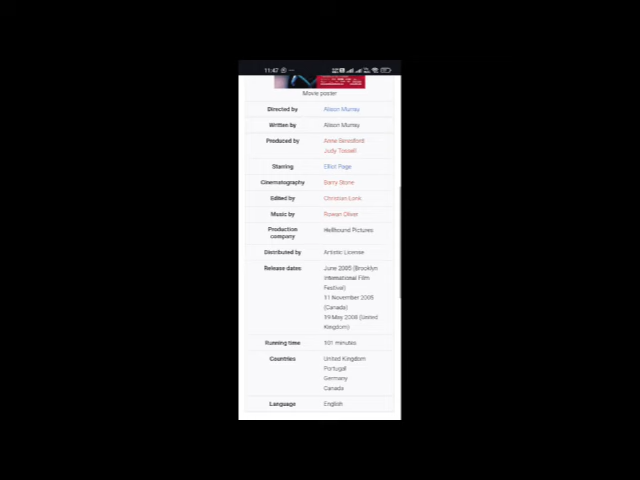 11:47
Movie poster
Directed by Alison Murray
Written by Alison Murray
Produced by Anne Beresford
Judy Tossell
Starring Elliot Page
Cinematography Barry Stone
Edited by Christian Lonk
Music by Rowan Oliver
Production Hellhound Pictures
company
Distributed by Artistic License
Release dates June 2005 (Brooklyn
International Film
Festival)
11 November 2005
(Canada)
19 May 2006 (United
Kingdom)
Running time 101 minutes
Countries United Kingdom
Portugal
Germany
Canada
Language English